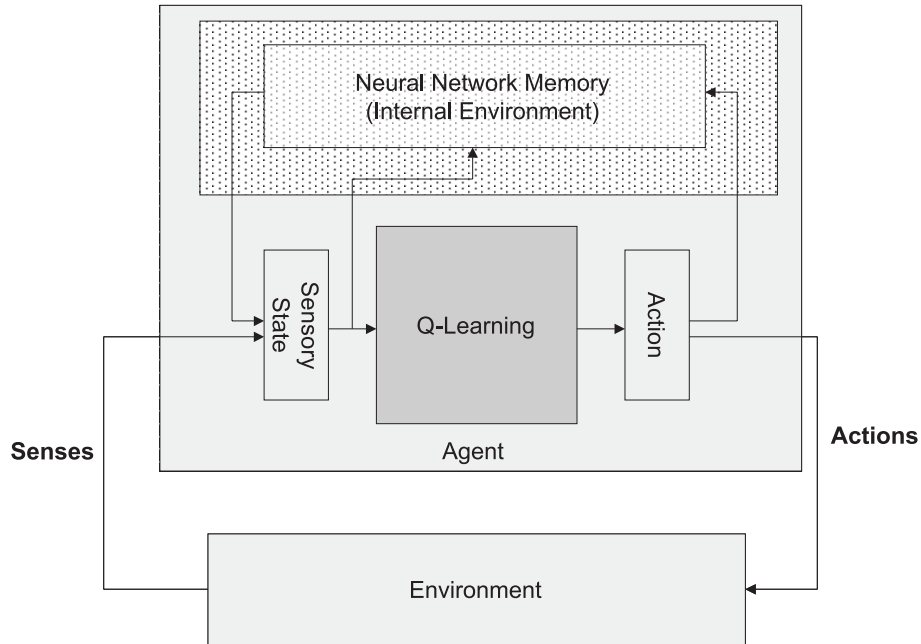 Neural Network Memory
(Internal Environment)
Sensory
State
Q-Learning
Action
Agent
Senses
Actions
Environment